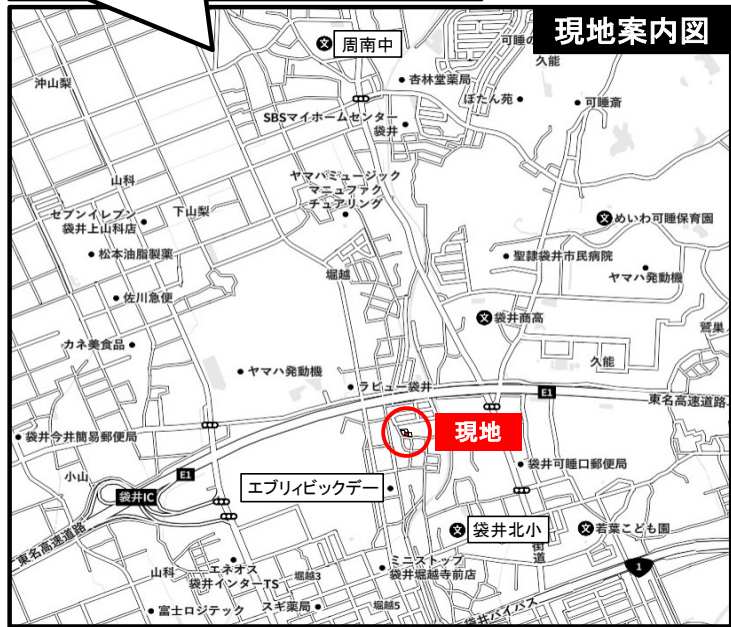 現地案内図
周南中
可睡の
久能
沖山梨
杏林堂薬局
ぼたん苑
可睡斎
SBSマイホームセンター
袋井
山科
ヤマハミュージック
マニュファク
チュアリング
セブンイレブン
袋井上山科店
下山梨
めいわ可睡保育園
松本油脂製薬
聖隷袋井市民病院
堀越
ヤマハ発動機
佐川急便
袋井商高
鷲巣
カネ美食品
久能
ヤマハ発動機
ラビュー袋井
E1
東名高速道路
現地
袋井今井簡易郵便局
袋井可睡口郵便局
小山
E1
エブリィビックデー
袋井IC
袋井北小
若葉こども園
街道
東名高速道路
エネオス
袋井インターTS
山科
堀越3
ミニストップ
袋井堀越寺前店
1
富士ロジテック
スギ薬局
堀越5
袋井バイパス